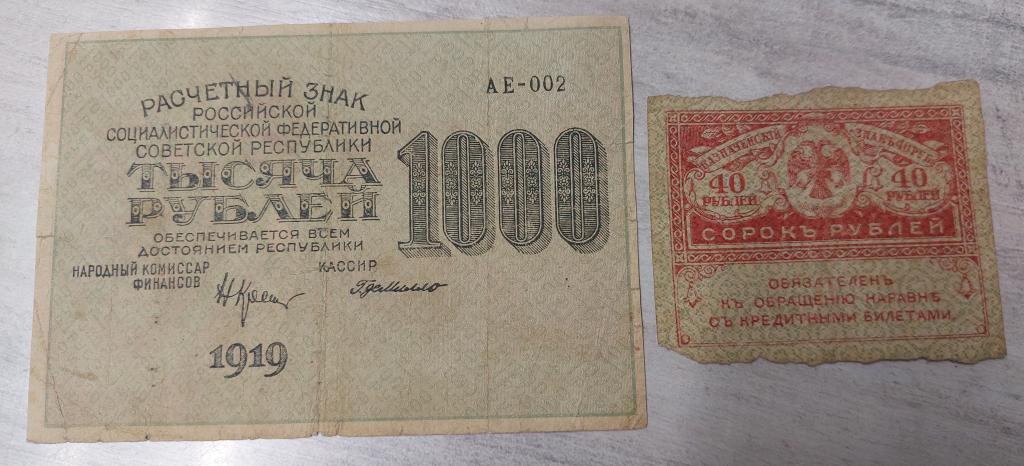 РАСЧЕТНЫЙ ЗНАК
РОССИЙСКОЙ
СОЦИАЛИСТИЧЕСКОЙ ФЕДЕРАТИВНОЙ
СОВЕТСКОЙ РЕСПУБЛИКИ
ТЫСЯЧА
РУБЛЕЙ
ОБЕСПЕЧИВАЕТСЯ ВСЕМ
ДОСТОЯНИЕМ РЕСПУБЛИКИ
НАРОДНЫЙ КОМИССАР
ФИНАНСОВ
КАССИР
1919
АЕ-002
1000
КАЗНАЧЕЙСКІЙ ЗНАКЪ
40
РУБЛЕЙ
40
РУБЛЕЙ
СОРОКЪ РУБЛЕЙ
ОБЯЗАТЕЛЕНЪ
КЪ ОБРАЩЕНІЮ НАРАВНѢ
СЪ КРЕДИТНЫМИ БИЛЕТАМИ.